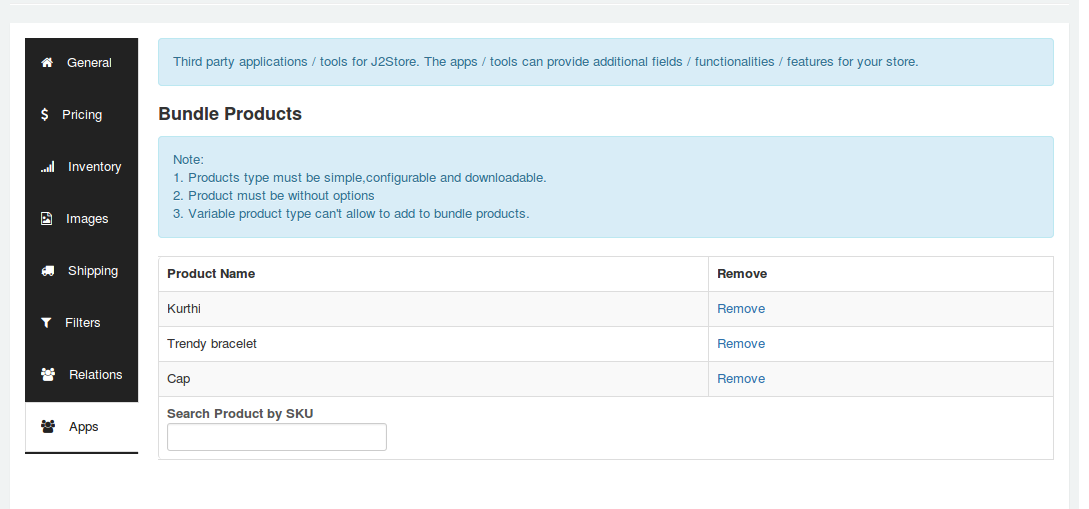 General
Pricing
Inventory
Images
Shipping
Filters
Relations
Apps
Third party applications / tools for J2Store. The apps / tools can provide additional fields / functionalities / features for your store.
Bundle Products
Note:
1. Products type must be simple,configurable and downloadable.
2. Product must be without options
3. Variable product type can't allow to add to bundle products.
Product Name Remove
Kurthi Remove
Trendy bracelet Remove
Cap Remove
Search Product by SKU